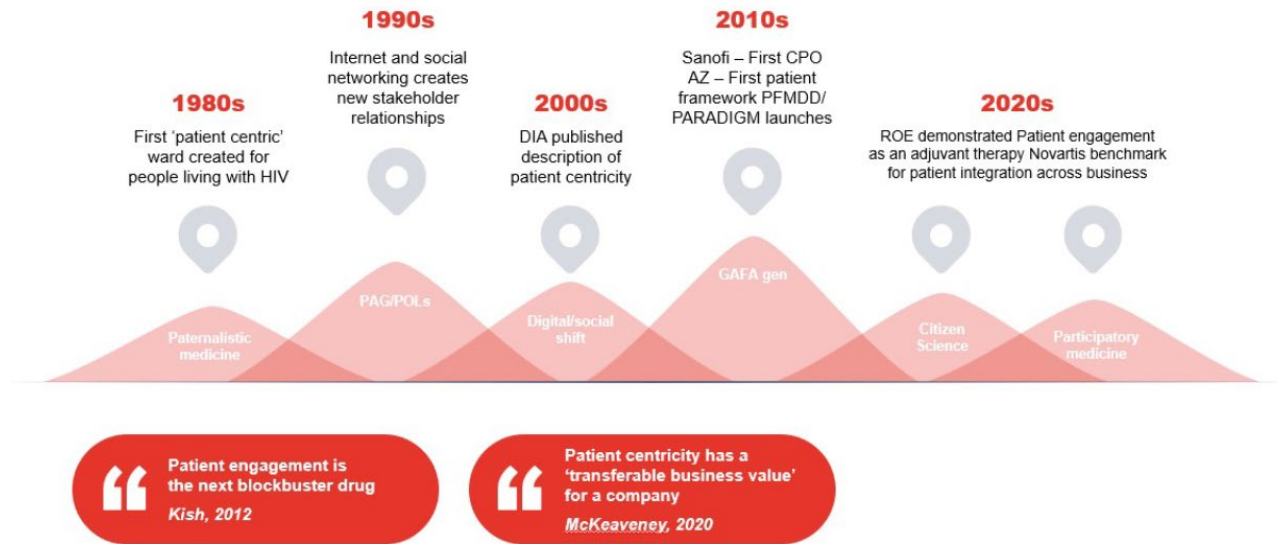 1980s
First ‘patient centric’
ward created for
people living with HIV
1990s
Internet and social
networking creates
new stakeholder
relationships
2000s
DIA published
description of
patient centricity
2010s
Sanofi – First CPO
AZ – First patient
framework PFMDD/
PARADIGM launches
2020s
ROE demonstrated Patient engagement
as an adjuvant therapy Novartis benchmark
for patient integration across business
Paternalistic
medicine
PAG/POLs
Digital/social
shift
GAFA gen
Citizen
Science
Participatory
medicine
“
Patient engagement is
the next blockbuster drug
Kish, 2012
“
Patient centricity has a
‘transferable business value’
for a company
McKeaveney, 2020